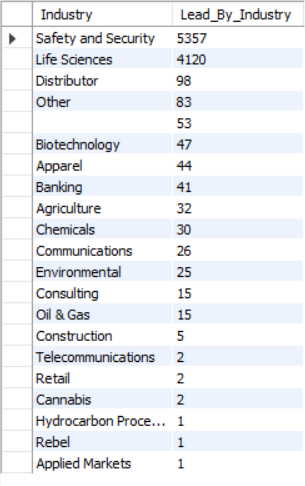 Industry Lead_By_Industry
Safety and Security 5357
Life Sciences 4120
Distributor 98
Other 83
53
Biotechnology 47
Apparel 44
Banking 41
Agriculture 32
Chemicals 30
Communications 26
Environmental 25
Consulting 15
Oil & Gas 15
Construction 5
Telecommunications 2
Retail 2
Cannabis 2
Hydrocarbon Proce... 1
Rebel 1
Applied Markets 1